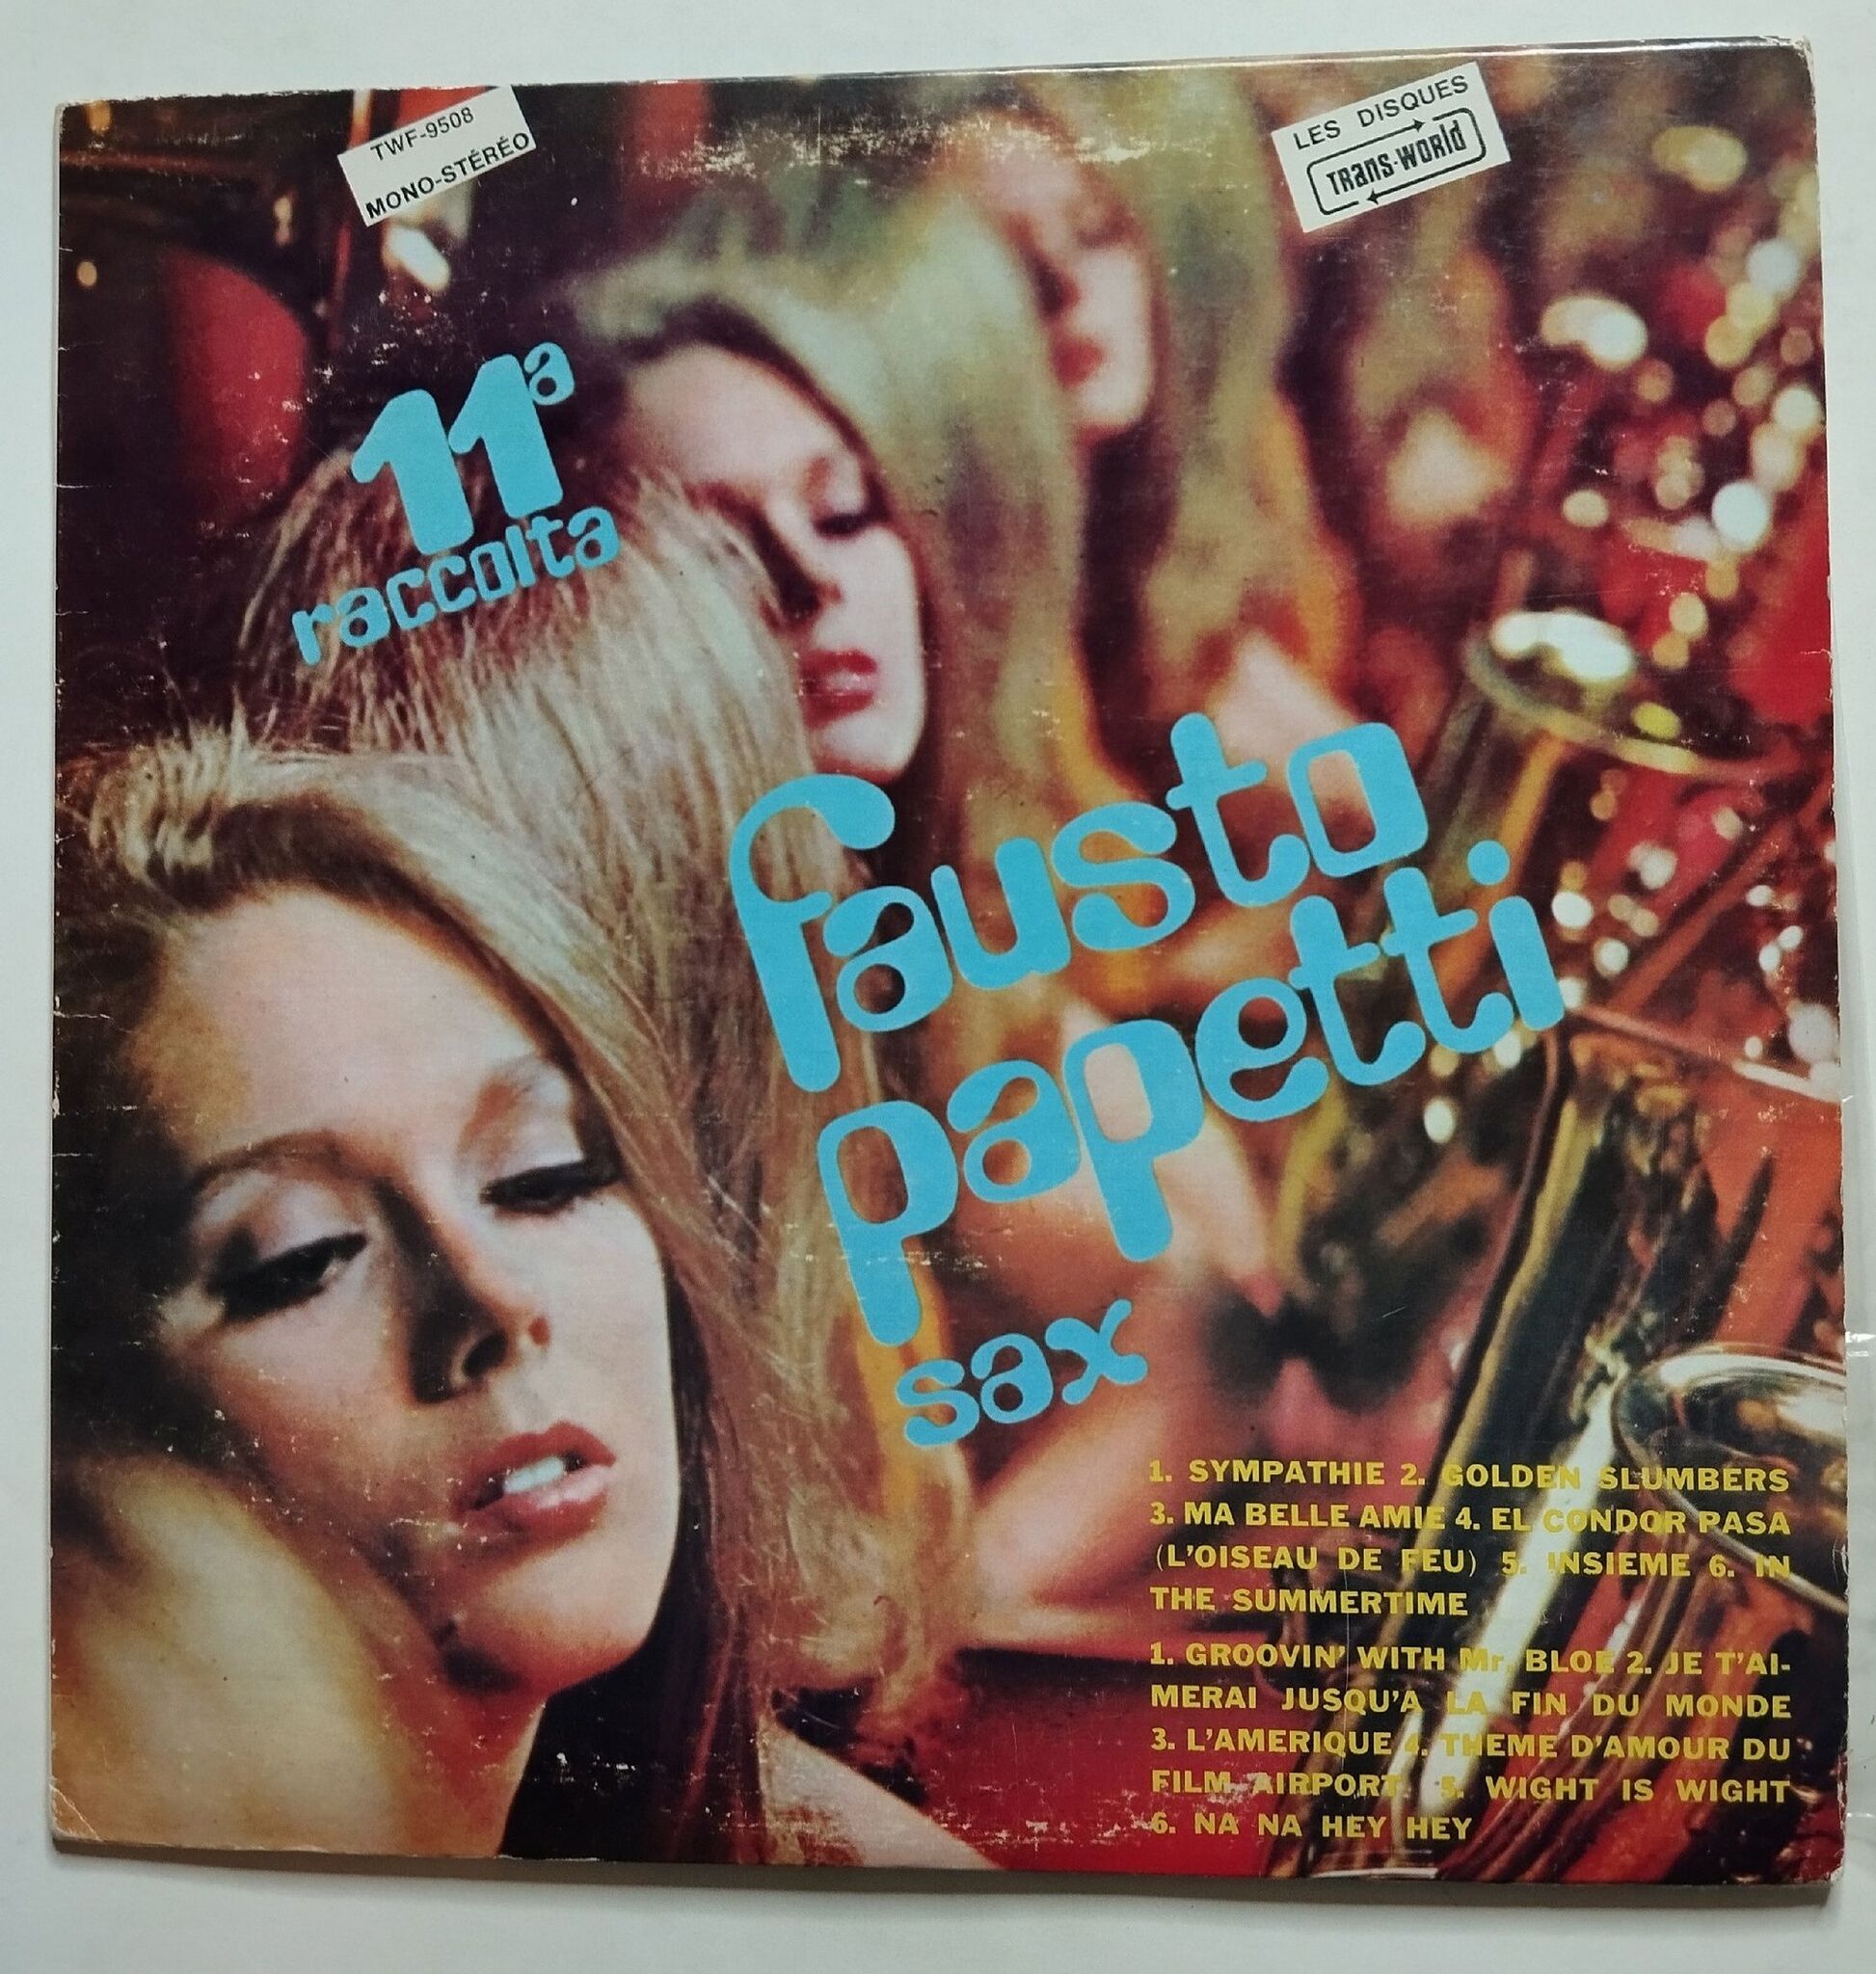 TWF-9508
MONO-STÉRÉO
LES DISQUES
TRANS-WORLD
11a
raccolta
fausto
papetti
sax
1. SYMPATHIE 2. GOLDEN SLUMBERS
3. MA BELLE AMIE 4. EL CONDOR PASA
(L'OISEAU DE FEU) 5. INSIEME 6. IN
THE SUMMERTIME
1. GROOVIN' WITH Mr. BLOE 2. JE T'AI-
MERAI JUSQU'A LA FIN DU MONDE
3. L'AMERIQUE 4. THEME D'AMOUR DU
FILM AIRPORT 5. WIGHT IS WIGHT
6. NA NA HEY HEY